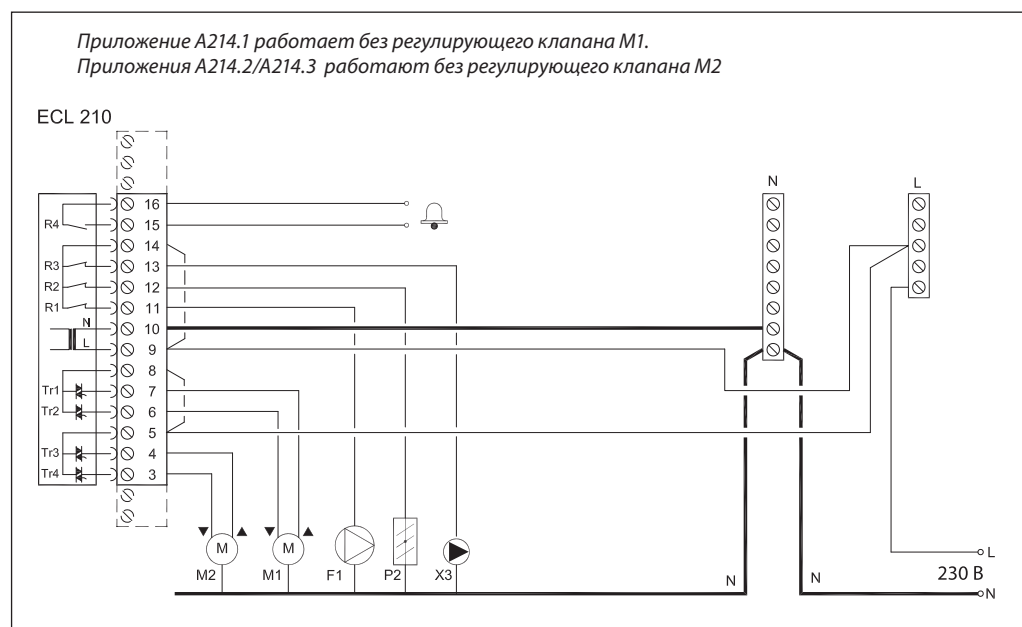 Приложение А214.1 работает без регулирующего клапана М1.
Приложения А214.2/А214.3 работают без регулирующего клапана М2
ECL 210
N
L
16
R4
15
14
R3
13
R2
12
R1
11
N
10
L
9
8
Tr1
7
Tr2
6
5
Tr3
4
Tr4
3
M
M
M2
M1
F1
P2
X3
N
N
L
230 В
N